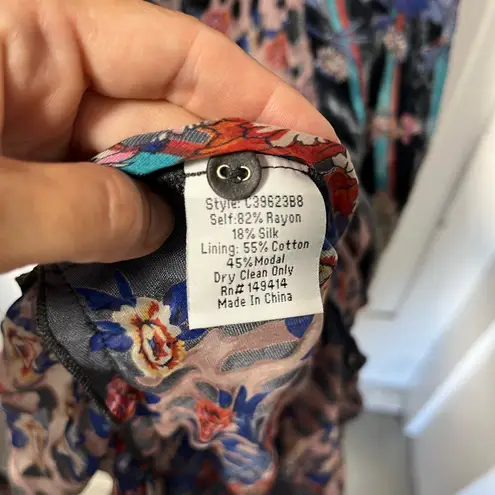 Style: C39623B8
Self:82% Rayon
18% Silk
Lining: 55% Cotton
45% Modal
Dry Clean Only
Rn# 149414
Made In China